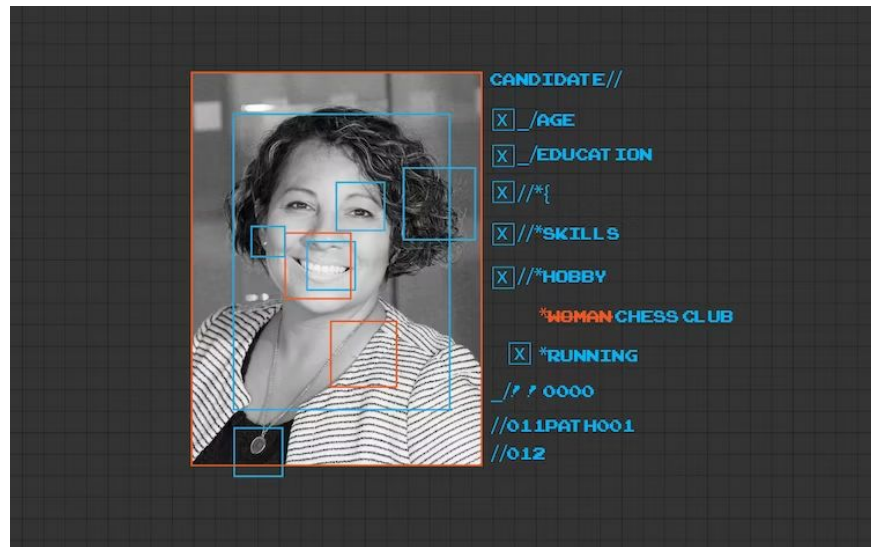 CANDIDATE//
X _/AGE
X _/EDUCATION
X //*{
X //*SKILLS
X //*HOBBY
*WOMAN CHESS CLUB
X *RUNNING
_/!? 0000
//011PATH001
//012